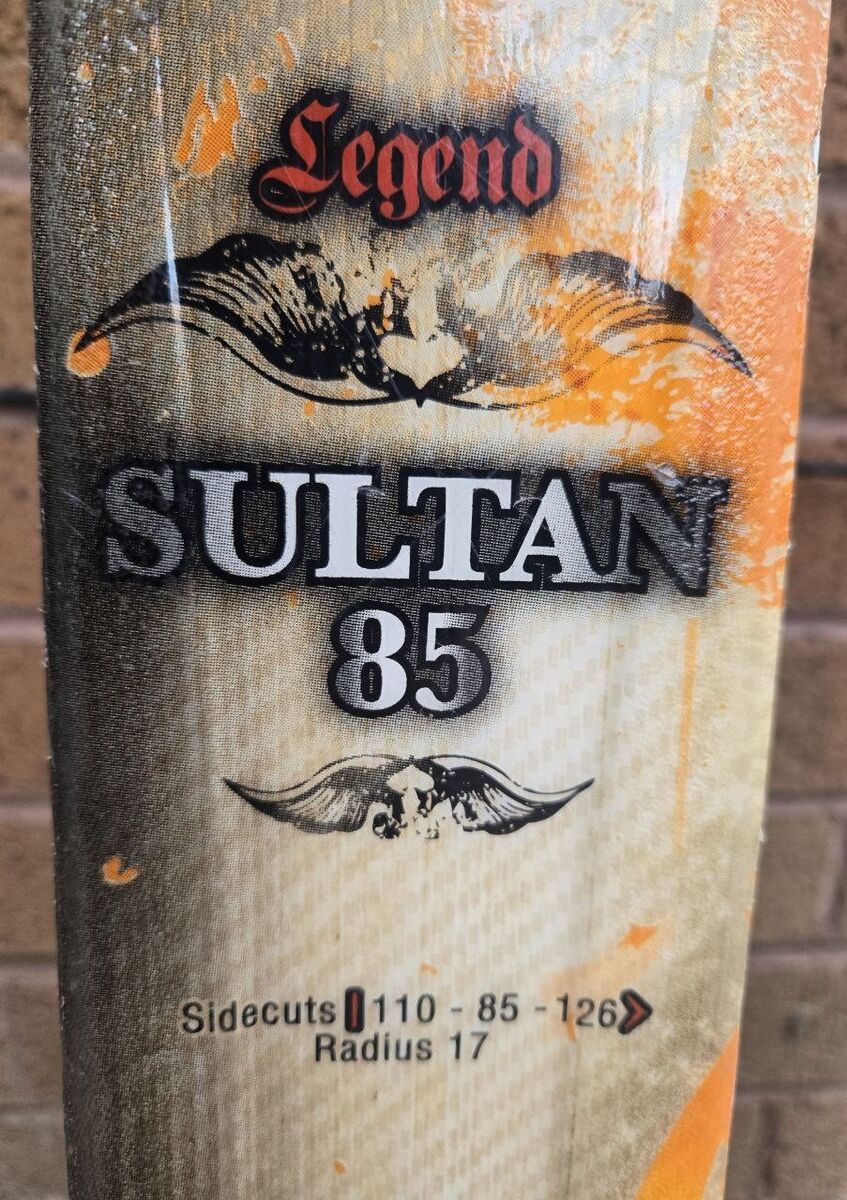 Legend
SULTAN
85
Sidecuts 110 - 85 - 126
Radius 17